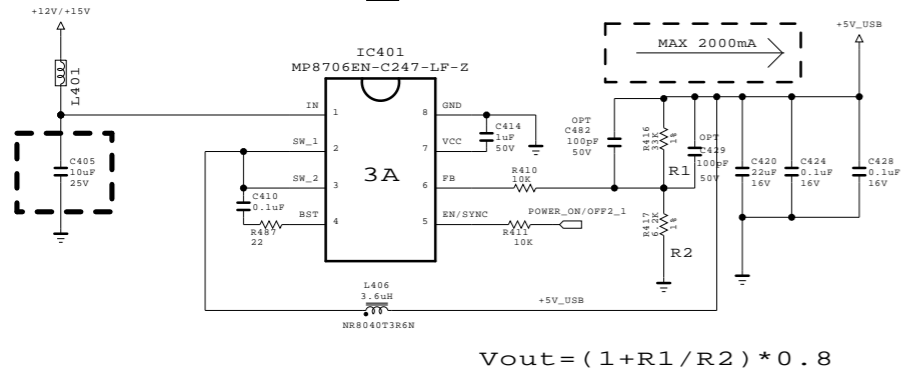 +12V/+15V
L401
C405
10uF
25V
IC401
MP8706EN-C247-LF-Z
IN
1
8
GND
SW_1
2
7
VCC
SW_2
3
6
FB
BST
4
5
EN/SYNC
3A
C410
0.1uF
R487
22
C414
1uF
50V
R410
10K
R411
10K
POWER_ON/OFF2_1
MAX 2000mA
OPT
C482
100pF
50V
R416
33K
1%
R1
OPT
C429
100pF
50V
R417
6.2K
1%
R2
C420
22uF
16V
C424
0.1uF
16V
C428
0.1uF
16V
+5V_USB
L406
3.6uH
NR8040T3R6N
+5V_USB
Vout=(1+R1/R2)*0.8